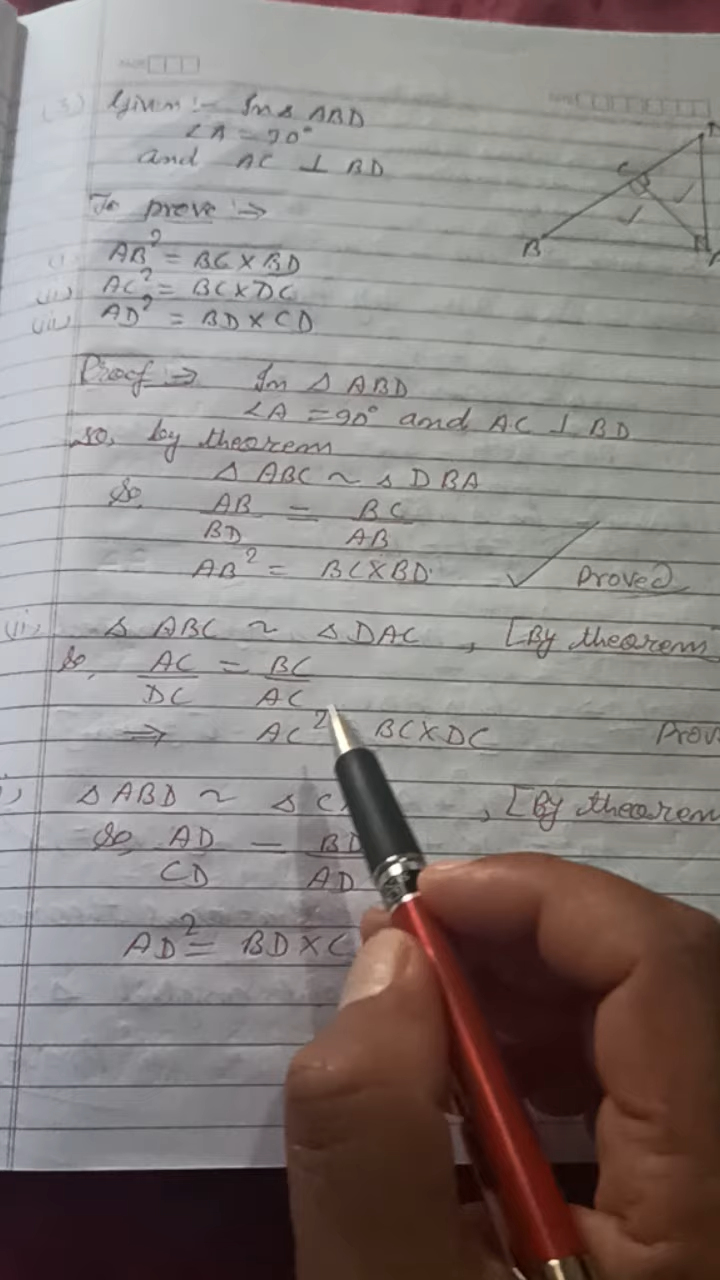 (3) Given :- In △ ABD
∠A = 90°
and AC ⊥ BD
To prove :→
(i) AB² = BC × BD
(ii) AC² = BC × DC
(iii) AD² = BD × CD
Proof ⇒ In △ ABD
∠A = 90° and AC ⊥ BD
so, by theorem
△ ABC ~ △ DBA
So, AB/BD = BC/AB
AB² = BC×BD. Proved
(ii) △ ABC ~ △ DAC , [By theorem
So, AC/DC = BC/AC
⇒ AC² BC×DC Prov
△ ABD ~ △ C , [By theorem
So, AD/CD = BD/AD
AD² = BD × C
B
C